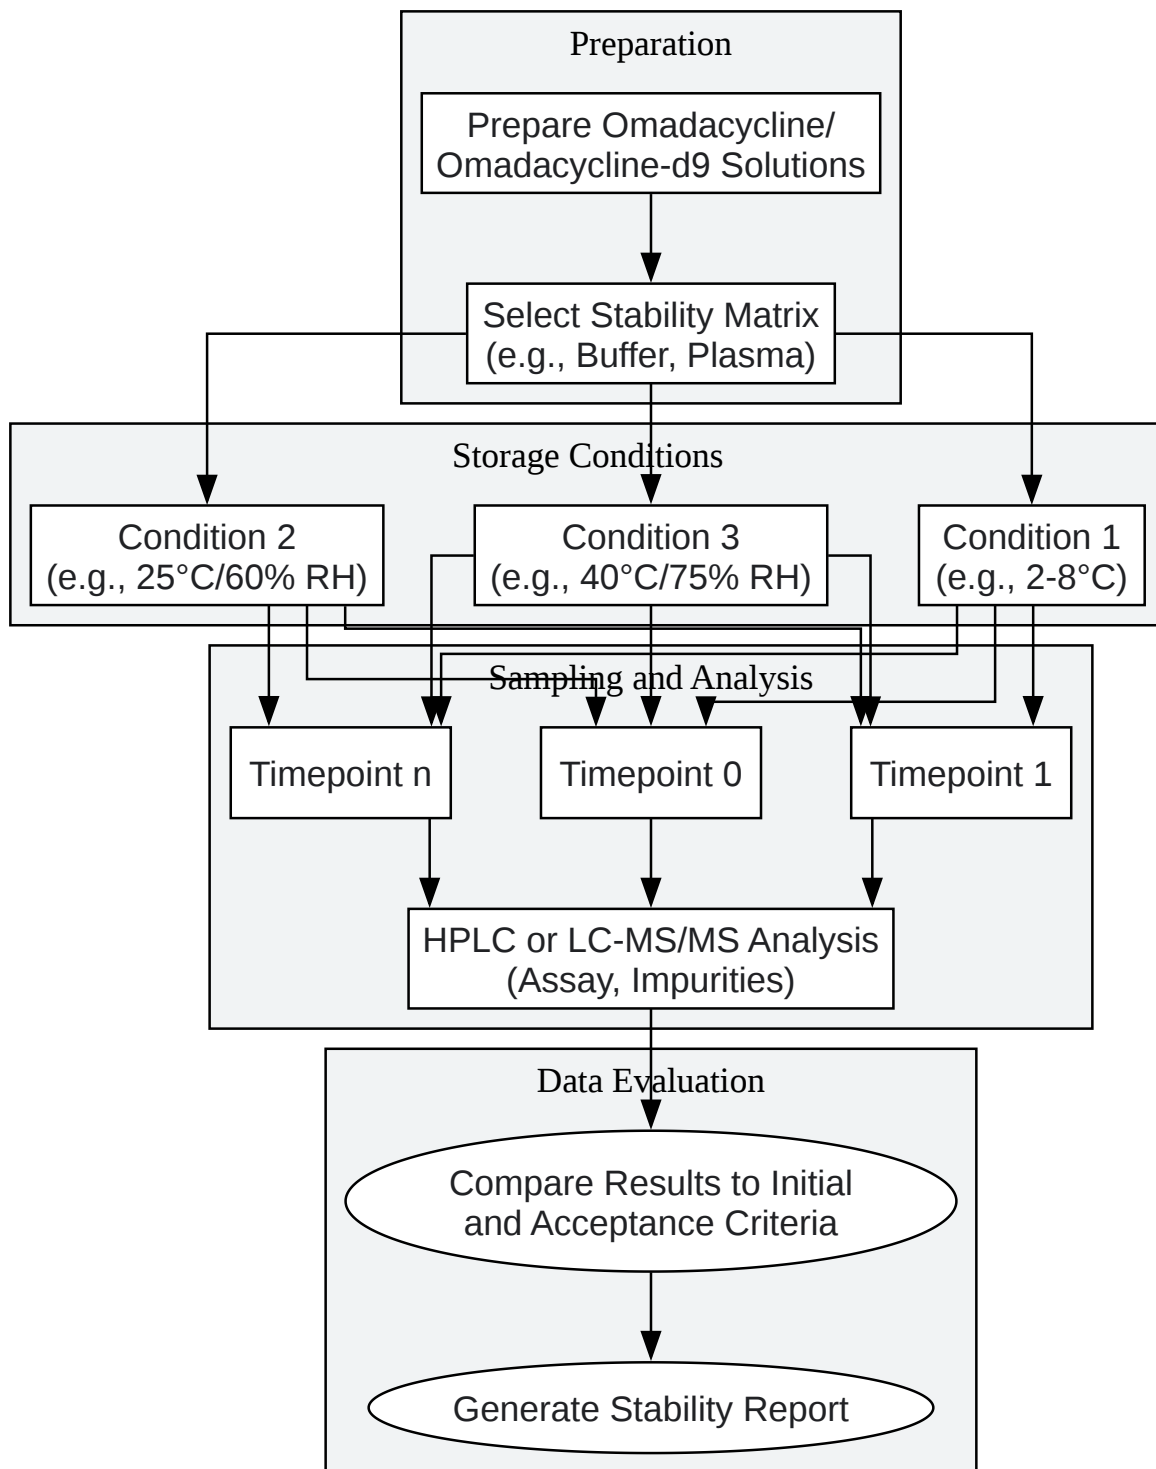 Preparation
Prepare Omadacycline/
Omadacycline-d9 Solutions
Select Stability Matrix
(e.g., Buffer, Plasma)
Storage Conditions
Condition 2
(e.g., 25°C/60% RH)
Condition 3
(e.g., 40°C/75% RH)
Condition 1
(e.g., 2-8°C)
Sampling and Analysis
Timepoint n
Timepoint 0
Timepoint 1
HPLC or LC-MS/MS Analysis
(Assay, Impurities)
Data Evaluation
Compare Results to Initial
and Acceptance Criteria
Generate Stability Report